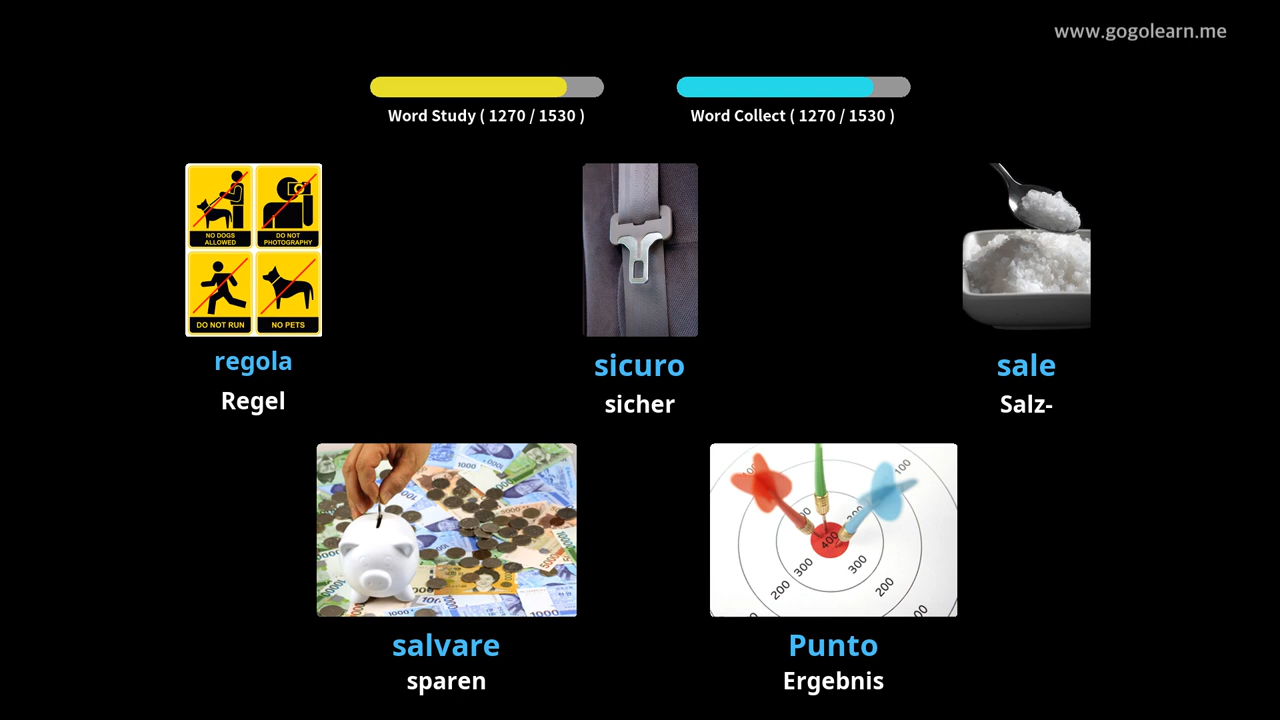 www.gogolearn.me
Word Study ( 1270 / 1530 )
Word Collect ( 1270 / 1530 )
NO DOGS
ALLOWED
DO NOT
PHOTOGRAPHY
DO NOT RUN
NO PETS
regola
Regel
sicuro
sicher
sale
Salz-
1000
1000
salvare
sparen
100
400
300
300
200
200
Punto
Ergebnis